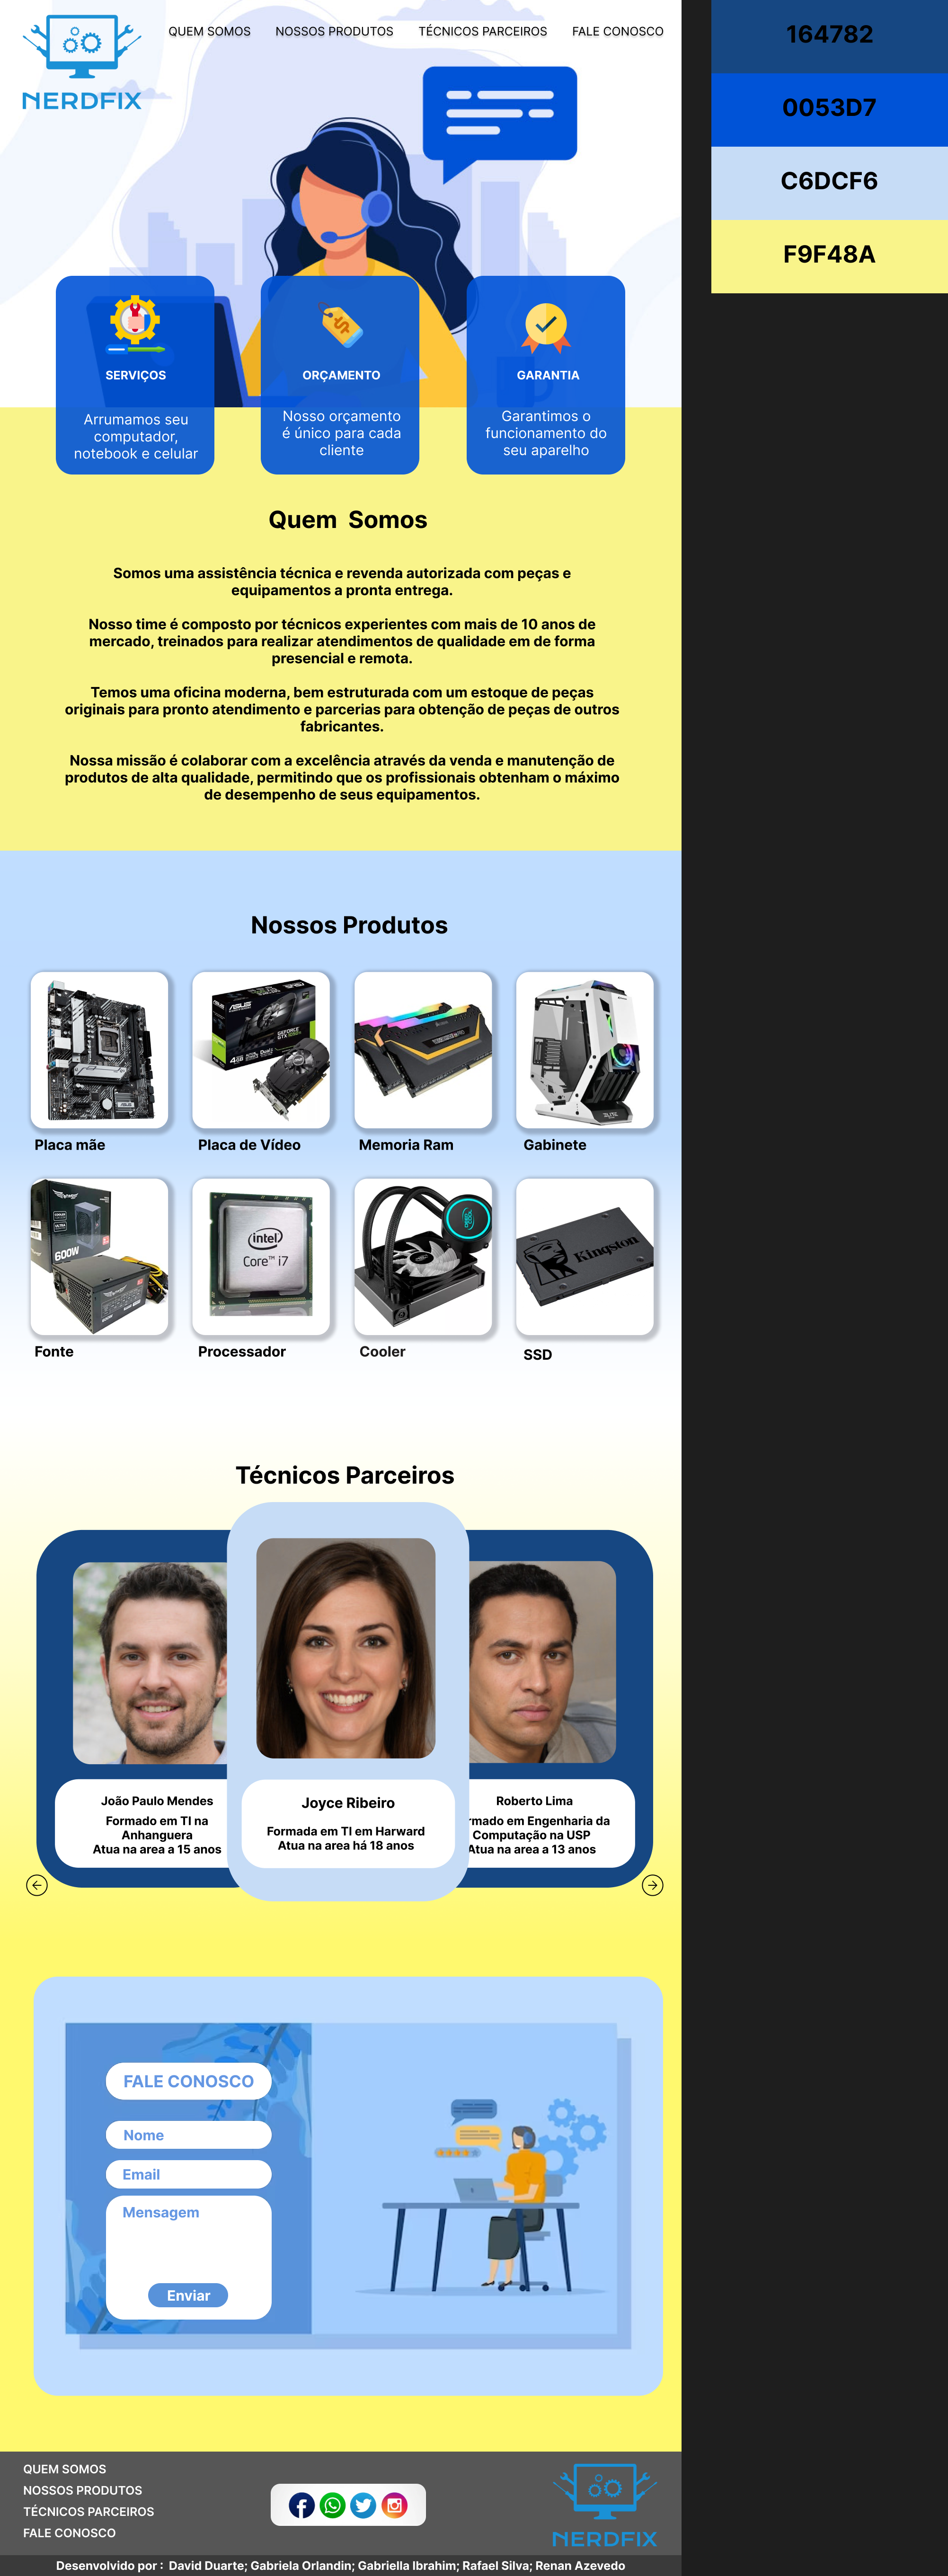 QUEM SOMOS
NOSSOS PRODUTOS
TÉCNICOS PARCEIROS
FALE CONOSCO
NERDFIX
164782
0053D7
C6DCF6
F9F48A
SERVIÇOS
Arrumamos seu
computador,
notebook e celular
ORÇAMENTO
Nosso orçamento
é único para cada
cliente
GARANTIA
Garantimos o
funcionamento do
seu aparelho
Quem Somos
Somos uma assistência técnica e revenda autorizada com peças e
equipamentos a pronta entrega.
Nosso time é composto por técnicos experientes com mais de 10 anos de
mercado, treinados para realizar atendimentos de qualidade em de forma
presencial e remota.
Temos uma oficina moderna, bem estruturada com um estoque de peças
originais para pronto atendimento e parcerias para obtenção de peças de outros
fabricantes.
Nossa missão é colaborar com a excelência através da venda e manutenção de
produtos de alta qualidade, permitindo que os profissionais obtenham o máximo
de desempenho de seus equipamentos.
Nossos Produtos
ASUS
Placa mãe
Placa de Vídeo
Memoria Ram
Gabinete
600W
intel
Core™ i7
Kingston
Fonte
Processador
Cooler
SSD
Técnicos Parceiros
João Paulo Mendes
Formado em TI na
Anhanguera
Atua na area a 15 anos
Joyce Ribeiro
Formada em TI em Harward
Atua na area há 18 anos
Roberto Lima
rmado em Engenharia da
Computação na USP
Atua na area a 13 anos
FALE CONOSCO
Nome
Email
Mensagem
Enviar
QUEM SOMOS
NOSSOS PRODUTOS
TÉCNICOS PARCEIROS
FALE CONOSCO
NERDFIX
Desenvolvido por : David Duarte; Gabriela Orlandin; Gabriella Ibrahim; Rafael Silva; Renan Azevedo